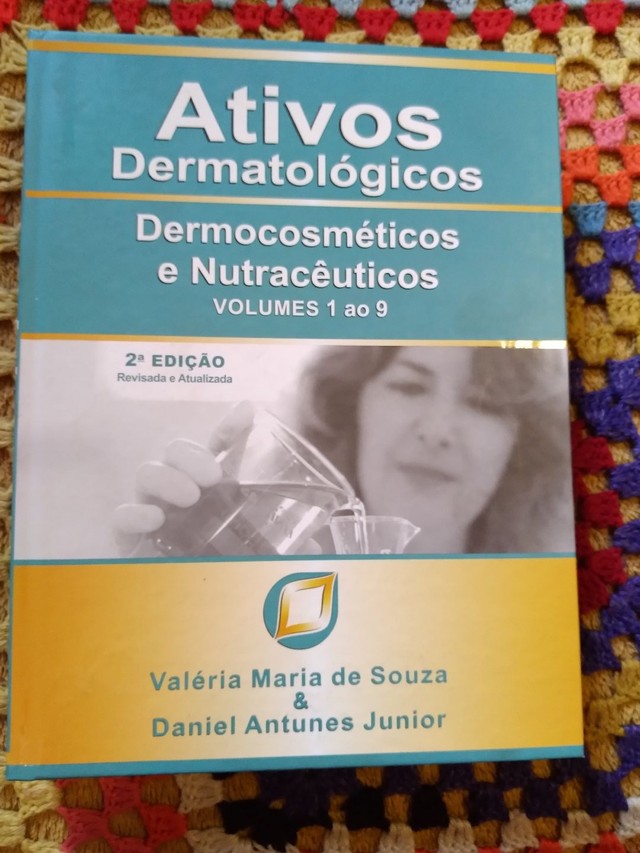 Ativos
Dermatológicos
Dermocosméticos
e Nutracêuticos
VOLUMES 1 ao 9
2ª EDIÇÃO
Revisada e Atualizada
Valéria Maria de Souza
&
Daniel Antunes Junior